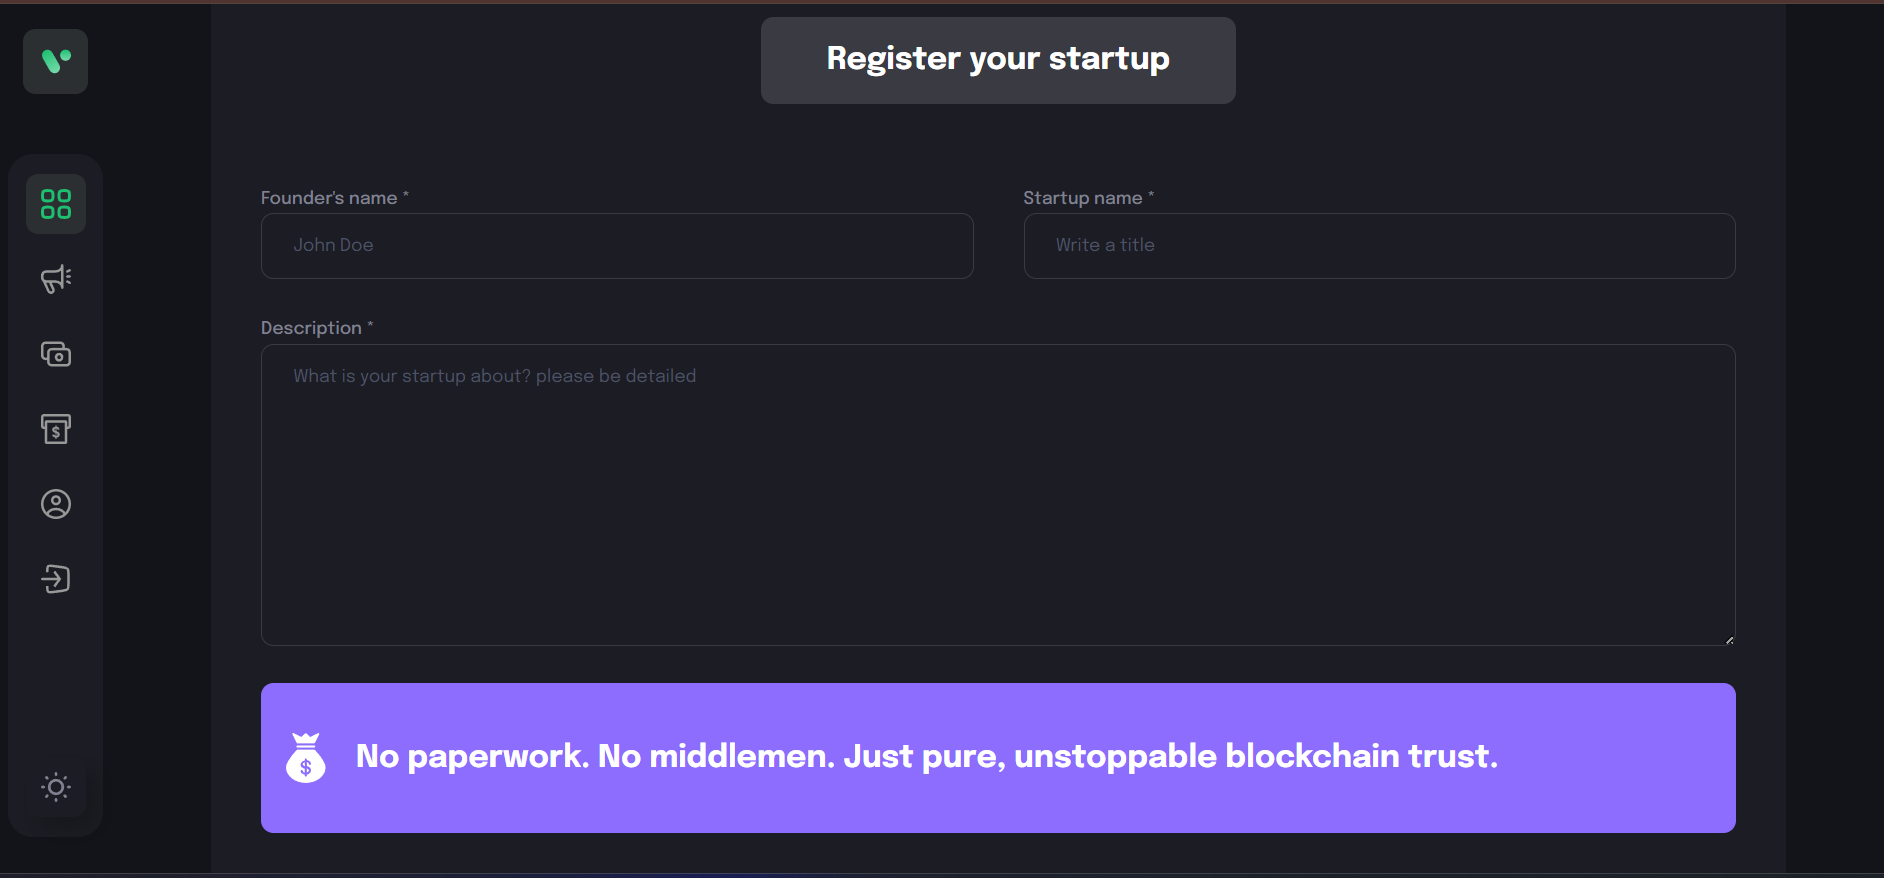 Register your startup
Founder's name *
Startup name *
John Doe
Write a title
Description *
What is your startup about? please be detailed
$
$
No paperwork. No middlemen. Just pure, unstoppable blockchain trust.